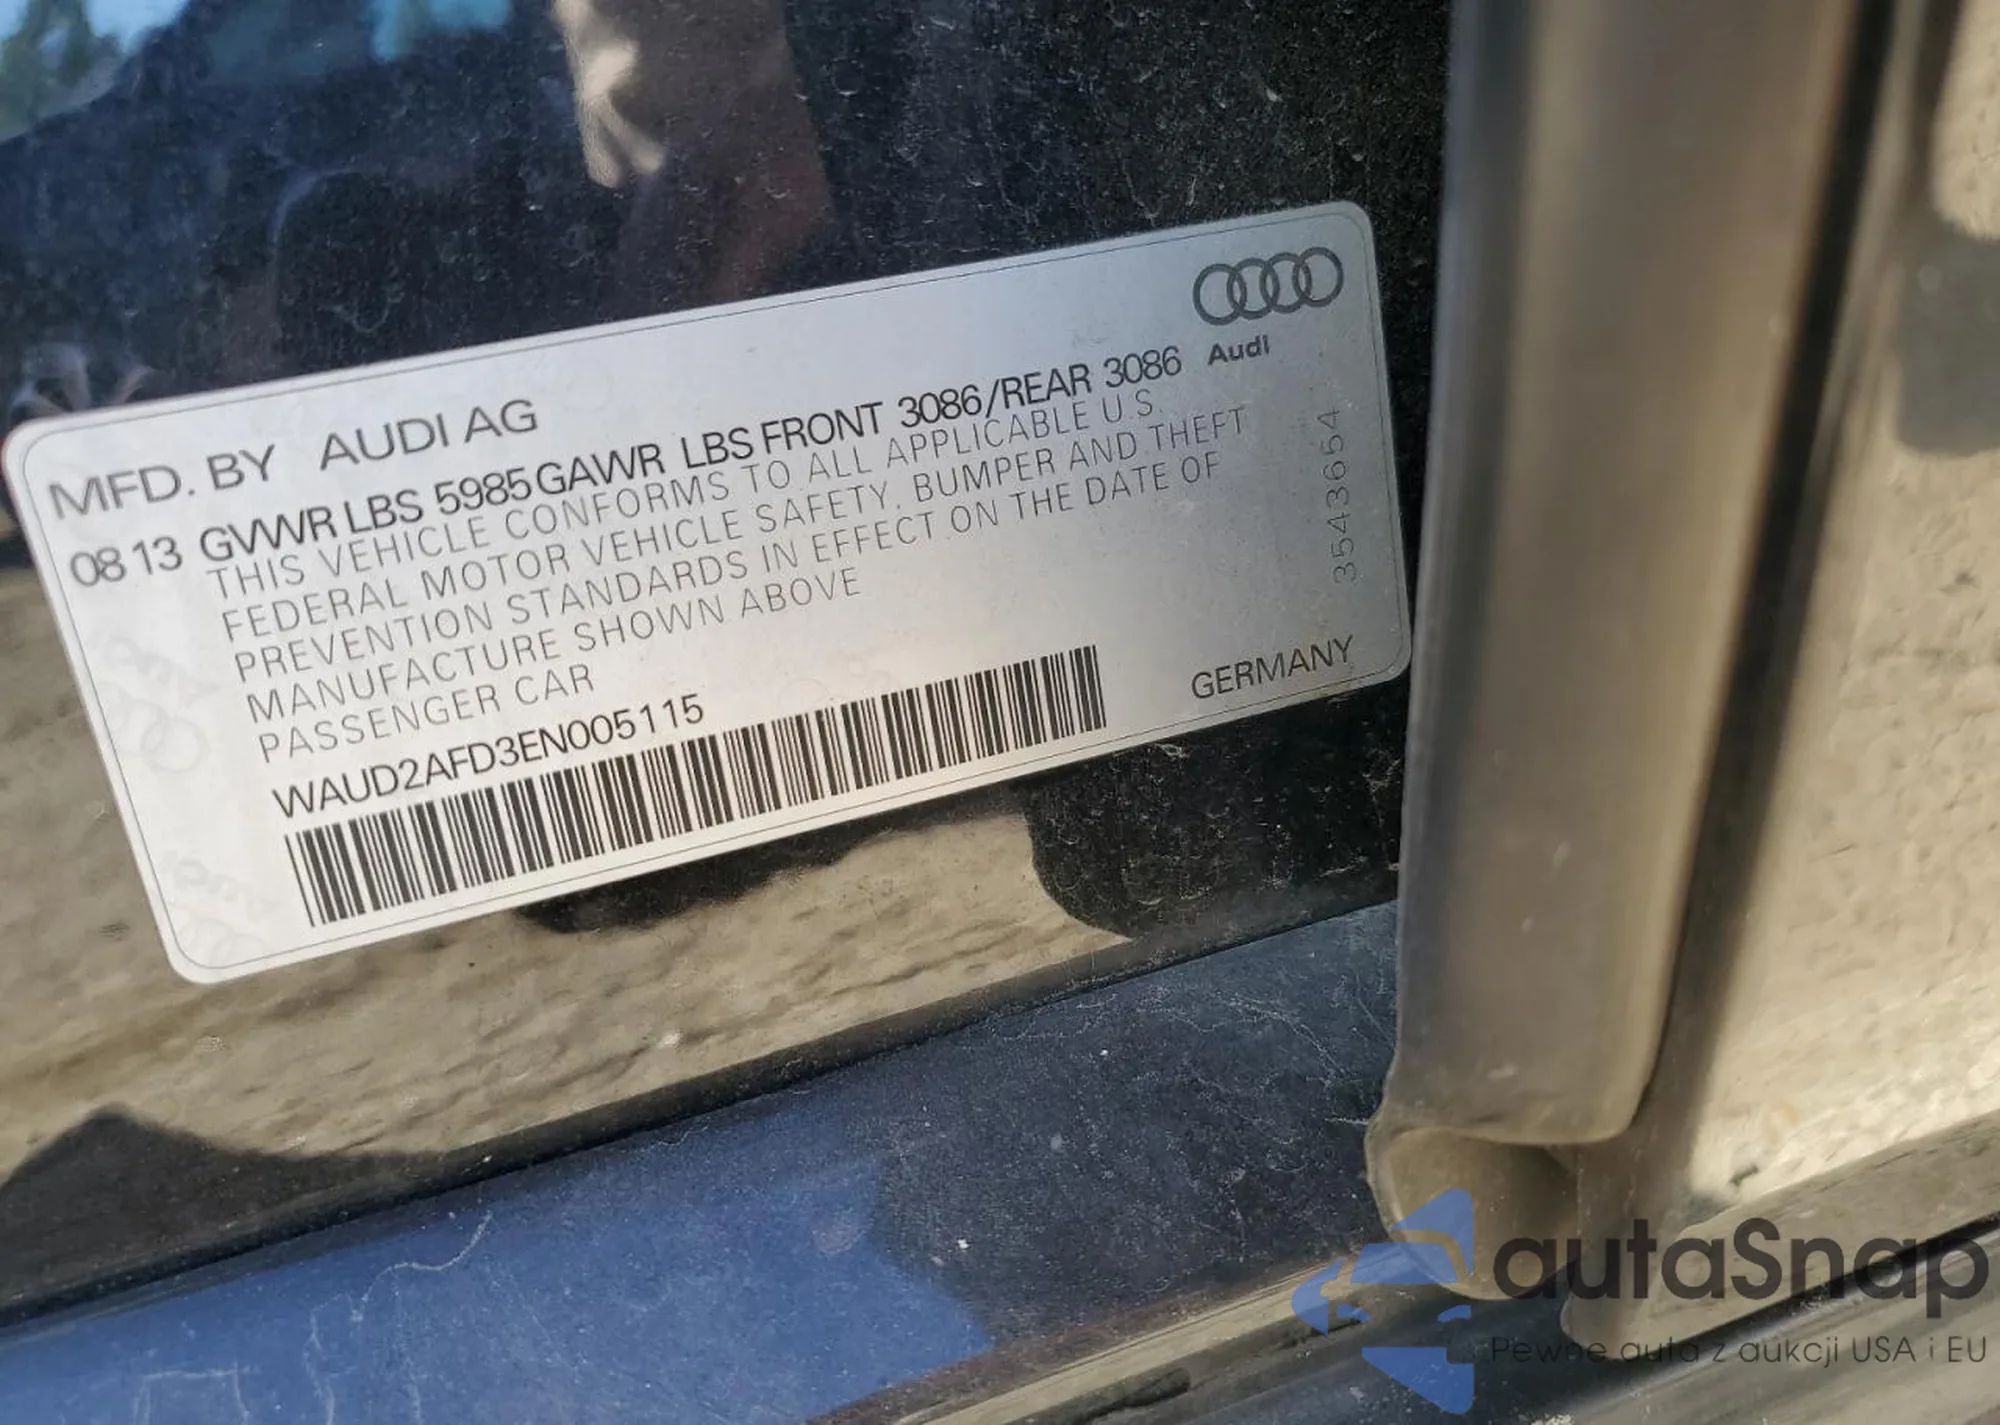 MFD. BY AUDI AG
Audi
08 13 GVWR LBS 5985 GAWR LBS FRONT 3086/REAR 3086
THIS VEHICLE CONFORMS TO ALL APPLICABLE U.S.
FEDERAL MOTOR VEHICLE SAFETY, BUMPER AND THEFT
PREVENTION STANDARDS IN EFFECT ON THE DATE OF
MANUFACTURE SHOWN ABOVE
PASSENGER CAR
WAUD2AFD3EN005115
GERMANY
3543654
autaSnap
Pewne auta z aukcji USA i EU